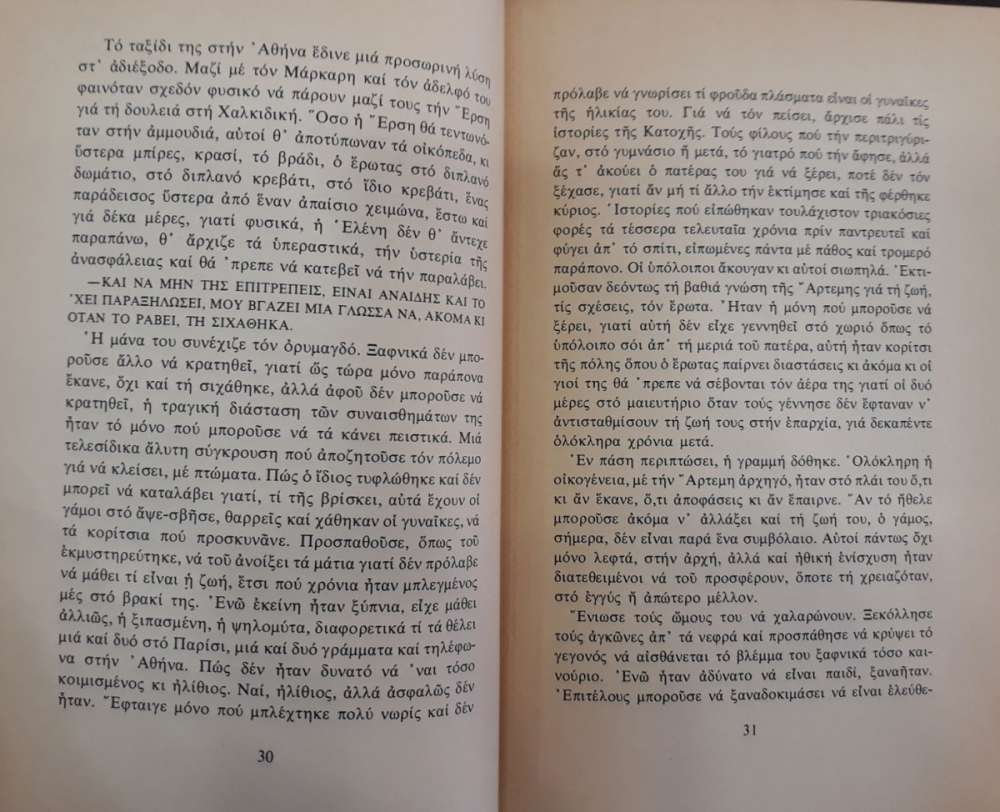 Τό ταξίδι της στήν Ἀθήνα ἔδινε μιά προσωρινή λύση
στ᾿ ἀδιέξοδο. Μαζί μέ τόν Μάρκαρη καί τόν ἀδελφό του
φαινόταν σχεδόν φυσικό νά πάρουν μαζί τους τήν Ἔρση
γιά τή δουλειά στή Χαλκιδική. Ὅσο ἡ Ἔρση θά τεντωνό-
ταν στήν ἀμμουδιά, αὐτοί θ᾿ ἀποτύπωναν τά οἰκόπεδα, κι
ὕστερα μπίρες, κρασί, τό βράδι, ὁ ἔρωτας στό διπλανό
δωμάτιο, στό διπλανό κρεβάτι, στό ἴδιο κρεβάτι, ἕνας
παράδεισος ὕστερα ἀπό ἕναν ἀπαίσιο χειμώνα, ἔστω καί
γιά δέκα μέρες, γιατί φυσικά, ἡ Ἑλένη δέν θ᾿ ἄντεχε
παραπάνω, θ᾿ ἄρχιζε τά ὑπεραστικά, τήν ὑστερία τῆς
ἀνασφάλειας καί θά ᾿πρεπε νά κατεβεῖ νά τήν παραλάβει.
—ΚΑΙ ΝΑ ΜΗΝ ΤΗΣ ΕΠΙΤΡΕΠΕΙΣ, ΕΙΝΑΙ ΑΝΑΙΔΗΣ ΚΑΙ ΤΟ
᾿ΧΕΙ ΠΑΡΑΞΗΛΩΣΕΙ, ΜΟΥ ΒΓΑΖΕΙ ΜΙΑ ΓΛΩΣΣΑ ΝΑ, ΑΚΟΜΑ ΚΙ
ΟΤΑΝ ΤΟ ΡΑΒΕΙ, ΤΗ ΣΙΧΑΘΗΚΑ.
Ἡ μάνα του συνέχιζε τόν ὀρυμαγδό. Ξαφνικά δέν μπο-
ροῦσε ἄλλο νά κρατηθεῖ, γιατί ὥς τώρα μόνο παράπονα
ἔκανε, ὄχι καί τή σιχάθηκε, ἀλλά ἀφοῦ δέν μποροῦσε νά
κρατηθεῖ, ἡ τραγική διάσταση τῶν συναισθημάτων της
ἦταν τό μόνο πού μποροῦσε νά τά κάνει πειστικά. Μιά
τελεσίδικα ἄλυτη σύγκρουση πού ἀποζητοῦσε τόν πόλεμο
γιά νά κλείσει, μέ πτώματα. Πώς ὁ ἴδιος τυφλώθηκε καί δέν
μπορεῖ νά καταλάβει γιατί, τί τῆς βρίσκει, αὐτά ἔχουν οἱ
γάμοι στό ἄψε-σβῆσε, θαρρεῖς καί χάθηκαν οἱ γυναῖκες, νά
τά κορίτσια πού προσκυνᾶνε. Προσπαθοῦσε, ὅπως τοῦ
ἐκμυστηρεύτηκε, νά τοῦ ἀνοίξει τά μάτια γιατί δέν πρόλαβε
νά μάθει τί εἶναι ἡ ζωή, ἔτσι πού χρόνια ἦταν μπλεγμένος
μές στό βρακί της. Ἐνῶ ἐκείνη ἦταν ξύπνια, εἶχε μάθει
ἀλλιῶς, ἡ ξιπασμένη, ἡ ψηλομύτα, διαφορετικά τί τά θέλει
μιά καί δυό στό Παρίσι, μιά καί δυό γράμματα καί τηλέφω-
να στήν Ἀθήνα. Πώς δέν ἦταν δυνατό νά ᾿ναι τόσο
κοιμισμένος κι ἠλίθιος. Ναί, ἠλίθιος, ἀλλά ἀσφαλῶς δέν
ἦταν. Ἔφταιγε μόνο πού μπλέχτηκε πολύ νωρίς καί δέν
30
πρόλαβε νά γνωρίσει τί φροῦδα πλάσματα εἶναι οἱ γυναῖκες
τῆς ἡλικίας του. Γιά νά τόν πείσει, ἄρχισε πάλι τίς
ἱστορίες τῆς Κατοχῆς. Τούς φίλους πού τήν περιτριγύρι-
ζαν, στό γυμνάσιο ἤ μετά, τό γιατρό πού τήν ἄφησε, ἀλλά
ἄς τ᾿ ἀκούει ὁ πατέρας του γιά νά ξέρει, ποτέ δέν τόν
ξέχασε, γιατί ἄν μή τί ἄλλο τήν ἐκτίμησε καί τῆς φέρθηκε
κύριος. Ἱστορίες πού εἰπώθηκαν τουλάχιστον τριακόσιες
φορές τά τέσσερα τελευταῖα χρόνια πρίν παντρευτεῖ καί
φύγει ἀπ᾿ τό σπίτι, εἰπωμένες πάντα μέ πάθος καί τρομερό
παράπονο. Οἱ ὑπόλοιποι ἄκουγαν κι αὐτοί σιωπηλά. Ἐκτι-
μοῦσαν δεόντως τή βαθιά γνώση τῆς Ἄρτεμης γιά τή ζωή,
τίς σχέσεις, τόν ἔρωτα. Ἦταν ἡ μόνη πού μποροῦσε νά
ξέρει, γιατί αὐτή δέν εἶχε γεννηθεῖ στό χωριό ὅπως τό
ὑπόλοιπο σόι ἀπ᾿ τή μεριά τοῦ πατέρα, αὐτή ἦταν κορίτσι
τῆς πόλης ὅπου ὁ ἔρωτας παίρνει διαστάσεις κι ἀκόμα κι οἱ
γιοί της θά ᾿πρεπε νά σέβονται τόν ἀέρα της γιατί οἱ δυό
μέρες στό μαιευτήριο ὅταν τούς γέννησε δέν ἔφταναν ν᾿
ἀντισταθμίσουν τή ζωή τους στήν ἐπαρχία, γιά δεκαπέντε
ὁλόκληρα χρόνια μετά.
Ἐν πάση περιπτώσει, ἡ γραμμή δόθηκε. Ὁλόκληρη ἡ
οἰκογένεια, μέ τήν Ἄρτεμη ἀρχηγό, ἦταν στό πλάι του ὅ,τι
κι ἄν ἔκανε, ὅ,τι ἀποφάσεις κι ἄν ἔπαιρνε. Ἄν τό ἤθελε
μποροῦσε ἀκόμα ν᾿ ἀλλάξει καί τή ζωή του, ὁ γάμος,
σήμερα, δέν εἶναι παρά ἕνα συμβόλαιο. Αὐτοί πάντως ὄχι
μόνο λεφτά, στήν ἀρχή, ἀλλά καί ἠθική ἐνίσχυση ἦταν
διατεθειμένοι νά τοῦ προσφέρουν, ὅποτε τή χρειαζόταν,
στό ἐγγύς ἤ ἀπώτερο μέλλον.
Ἔνιωσε τούς ὤμους του νά χαλαρώνουν. Ξεκόλλησε
τούς ἀγκῶνες ἀπ᾿ τά νεφρά καί προσπάθησε νά κρύψει τό
γεγονός νά αἰσθάνεται τό βλέμμα του ξαφνικά τόσο και-
νούριο. Ἐνῶ ἦταν ἀδύνατο νά εἶναι παιδί, ξαναῆταν.
Ἐπιτέλους μποροῦσε νά ξαναδοκιμάσει νά εἶναι ἐλεύθε-
31